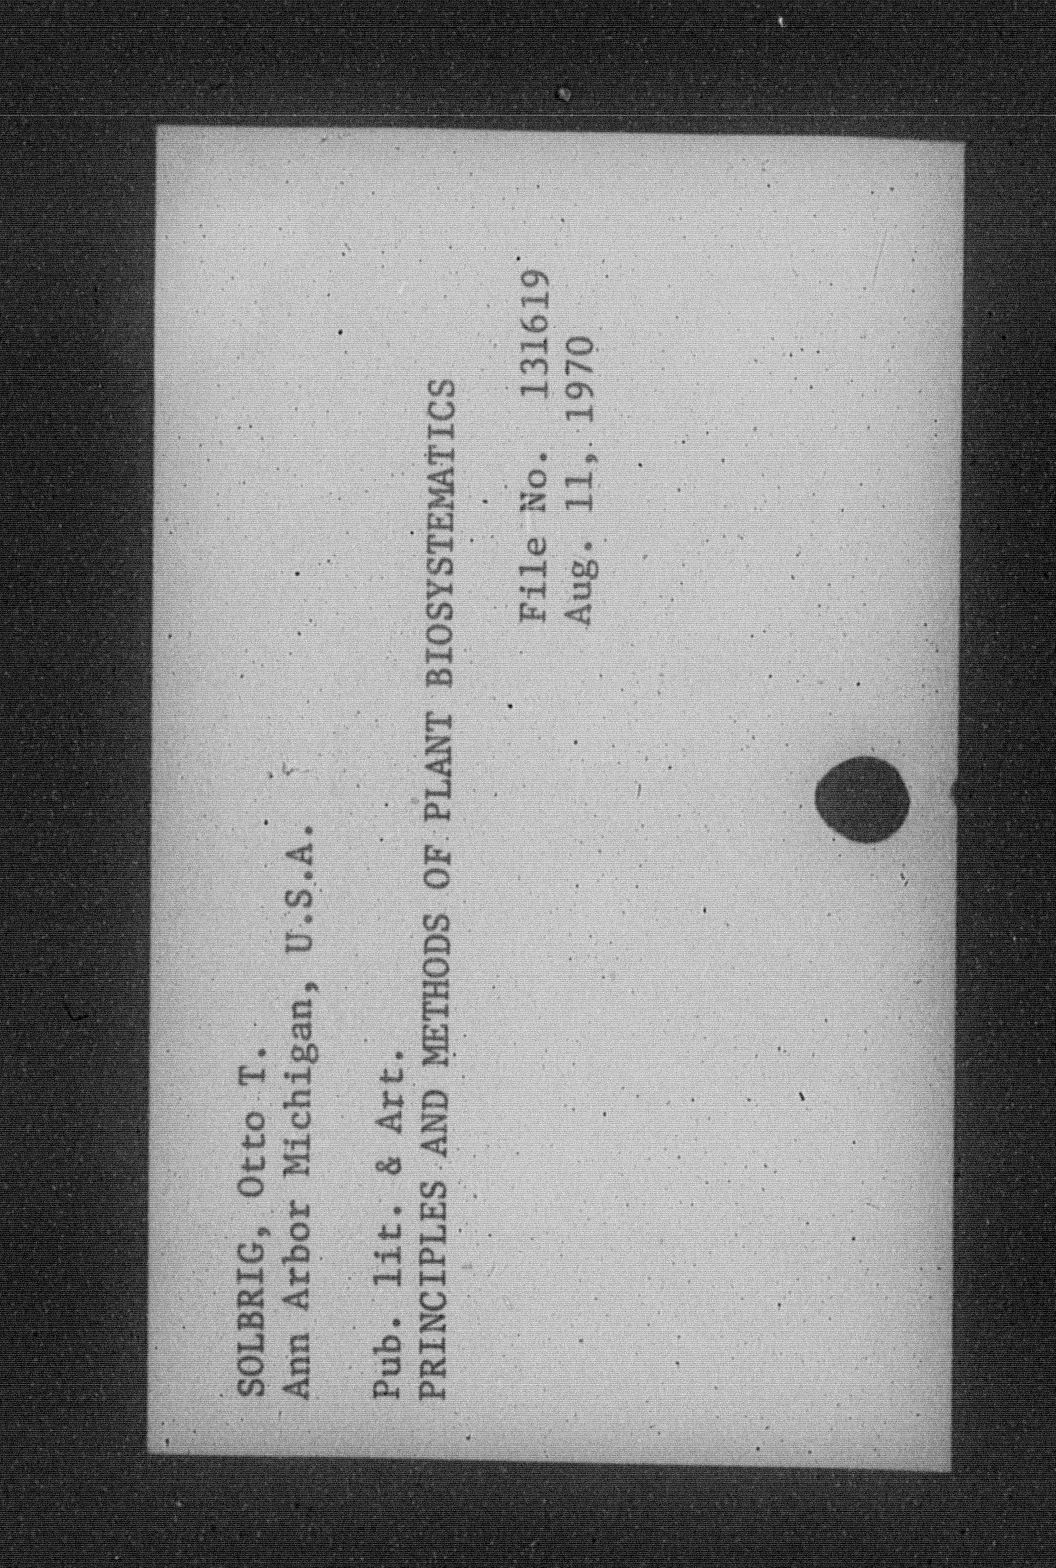 SOLBRIG, Otto T.
Ann Arbor Michigan, U.S.A.
Pub. lit. & Art.
PRINCIPLES AND METHODS OF PLANT BIOSYSTEMATICS
File No. 131619
Aug. 11, 1970